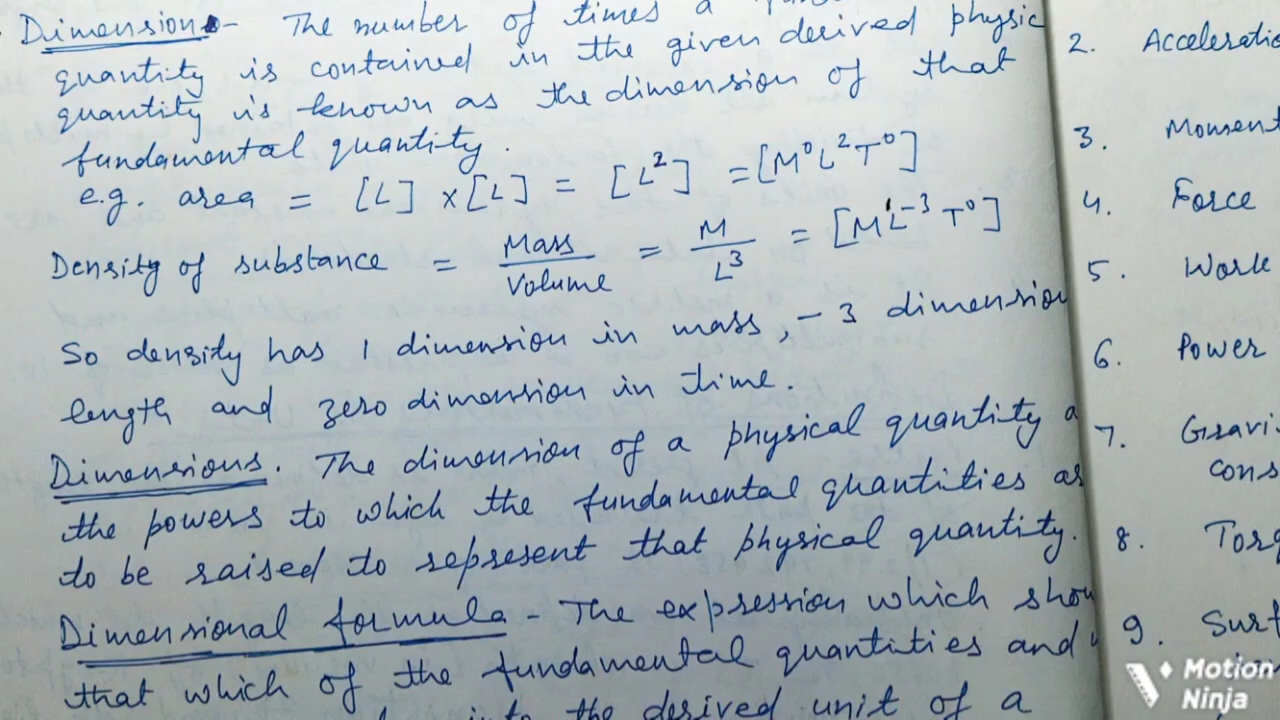 Dimension - The number of times a
quantity is contained in the given derived physic
quantity is known as the dimension of that
fundamental quantity.
e.g. area = [L] x [L] = [L²] = [M⁰L²T⁰]
Density of substance = Mass/Volume = M/L³ = [M¹L⁻³T⁰]
So density has 1 dimension in mass, -3 dimension
length and zero dimension in time.
Dimensions. The dimension of a physical quantity a
the powers to which the fundamental quantities are
to be raised to represent that physical quantity.
Dimensional formula - The expression which show
that which of the fundamental quantities and
into the derived unit of a
2. Acceleratio
3. Moment
4. Force
5. Work
6. Power
7. Gravi
cons
8. Torq
9. Surf
Motion
Ninja